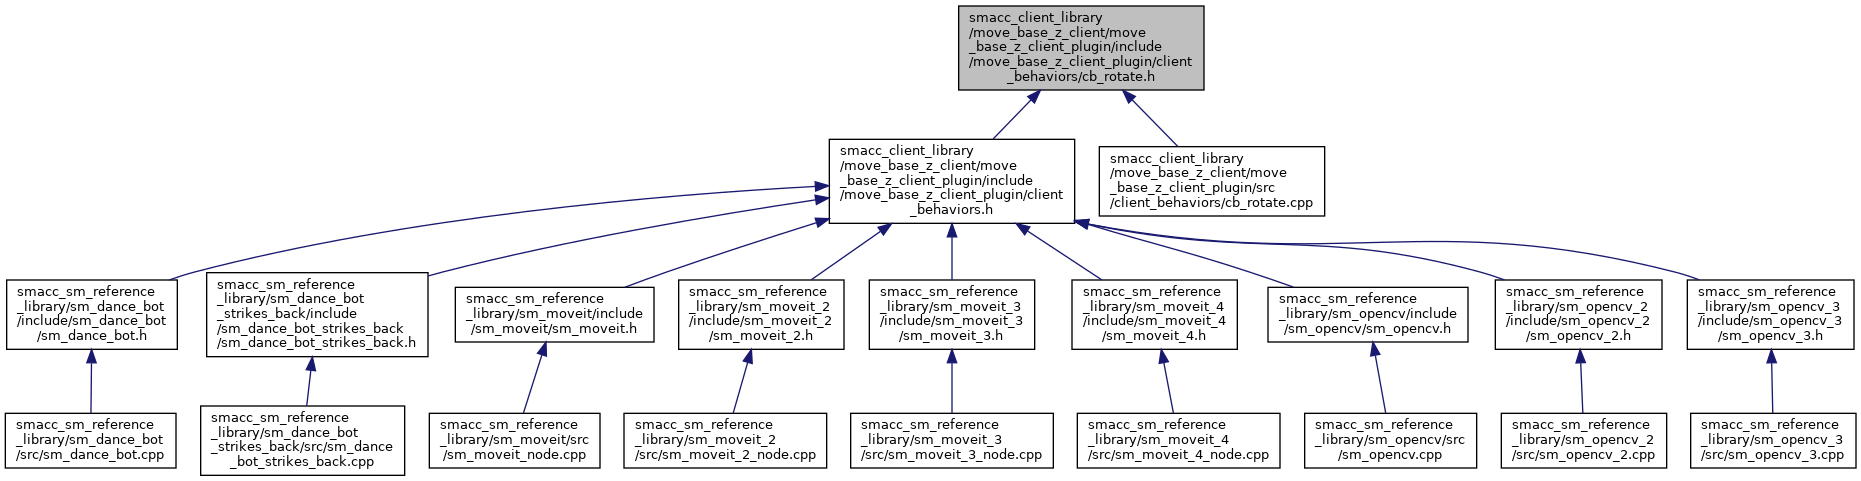 smacc_client_library
/move_base_z_client/move
_base_z_client_plugin/include
/move_base_z_client_plugin/client
_behaviors/cb_rotate.h
smacc_client_library
/move_base_z_client/move
_base_z_client_plugin/include
/move_base_z_client_plugin/client
_behaviors.h
smacc_client_library
/move_base_z_client/move
_base_z_client_plugin/src
/client_behaviors/cb_rotate.cpp
smacc_sm_reference
_library/sm_dance_bot
/include/sm_dance_bot
/sm_dance_bot.h
smacc_sm_reference
_library/sm_dance_bot
_strikes_back/include
/sm_dance_bot_strikes_back
/sm_dance_bot_strikes_back.h
smacc_sm_reference
_library/sm_moveit/include
/sm_moveit/sm_moveit.h
smacc_sm_reference
_library/sm_moveit_2
/include/sm_moveit_2
/sm_moveit_2.h
smacc_sm_reference
_library/sm_moveit_3
/include/sm_moveit_3
/sm_moveit_3.h
smacc_sm_reference
_library/sm_moveit_4
/include/sm_moveit_4
/sm_moveit_4.h
smacc_sm_reference
_library/sm_opencv/include
/sm_opencv/sm_opencv.h
smacc_sm_reference
_library/sm_opencv_2
/include/sm_opencv_2
/sm_opencv_2.h
smacc_sm_reference
_library/sm_opencv_3
/include/sm_opencv_3
/sm_opencv_3.h
smacc_sm_reference
_library/sm_dance_bot
/src/sm_dance_bot.cpp
smacc_sm_reference
_library/sm_dance_bot
_strikes_back/src/sm_dance
_bot_strikes_back.cpp
smacc_sm_reference
_library/sm_moveit/src
/sm_moveit_node.cpp
smacc_sm_reference
_library/sm_moveit_2
/src/sm_moveit_2_node.cpp
smacc_sm_reference
_library/sm_moveit_3
/src/sm_moveit_3_node.cpp
smacc_sm_reference
_library/sm_moveit_4
/src/sm_moveit_4_node.cpp
smacc_sm_reference
_library/sm_opencv/src
/sm_opencv.cpp
smacc_sm_reference
_library/sm_opencv_2
/src/sm_opencv_2.cpp
smacc_sm_reference
_library/sm_opencv_3
/src/sm_opencv_3.cpp